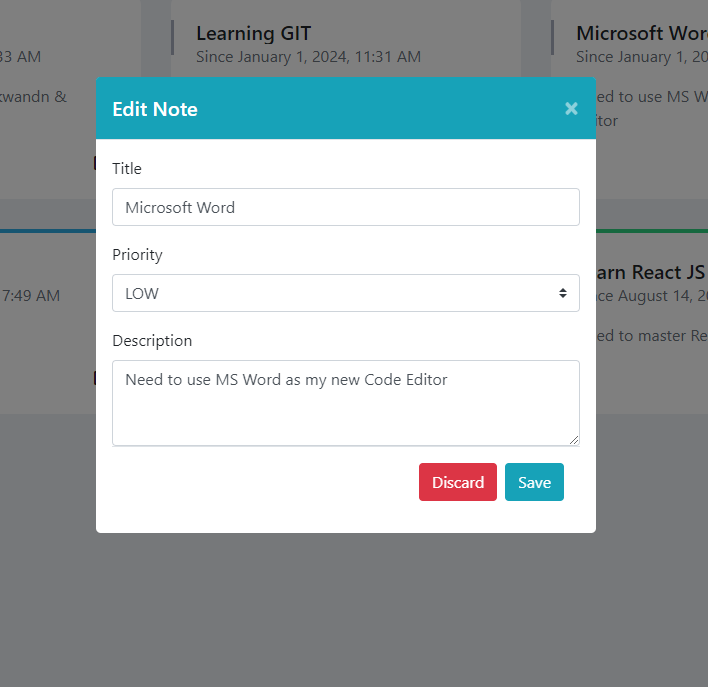 Learning GIT
Microsoft Wor
33 AM
Since January 1, 2024, 11:31 AM
Since January 1, 20
kwandn &
ed to use MS W
itor
Edit Note
×
Title
Microsoft Word
Priority
LOW
Description
Need to use MS Word as my new Code Editor
Discard
Save
7:49 AM
arn React JS
ce August 14, 20
ed to master Re